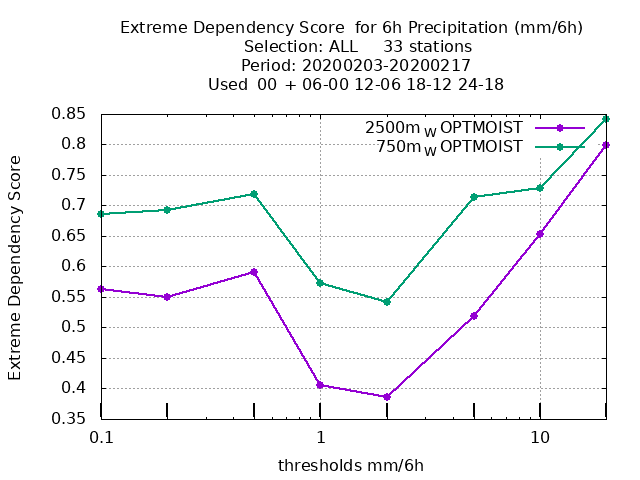 Extreme Dependency Score  for 6h Precipitation (mm/6h)
Selection: ALL     33 stations
Period: 20200203-20200217
Used  00  + 06-00 12-06 18-12 24-18
2500m W OPTMOIST
750m W OPTMOIST
Extreme Dependency Score
0.85
0.8
0.75
0.7
0.65
0.6
0.55
0.5
0.45
0.4
0.35
0.1 1 10
thresholds mm/6h